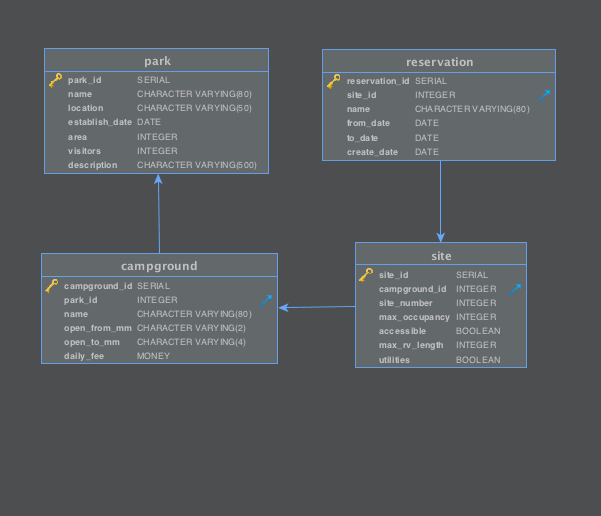 park
park_id SERIAL
name CHARACTER VARYING(80)
location CHARACTER VARYING(50)
establish_date DATE
area INTEGER
visitors INTEGER
description CHARACTER VARYING(500)
reservation
reservation_id SERIAL
site_id INTEGER
name CHARACTER VARYING(80)
from_date DATE
to_date DATE
create_date DATE
campground
campground_id SERIAL
park_id INTEGER
name CHARACTER VARYING(80)
open_from_mm CHARACTER VARYING(2)
open_to_mm CHARACTER VARYING(4)
daily_fee MONEY
site
site_id SERIAL
campground_id INTEGER
site_number INTEGER
max_occupancy INTEGER
accessible BOOLEAN
max_rv_length INTEGER
utilities BOOLEAN